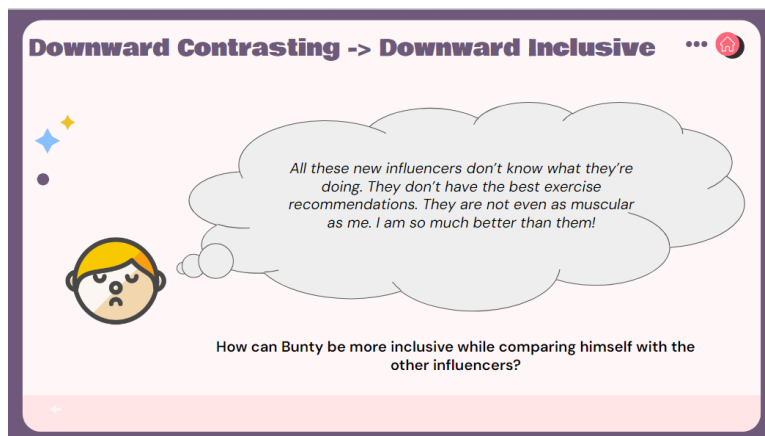 Downward Contrasting -> Downward Inclusive
All these new influencers don’t know what they’re
doing. They don’t have the best exercise
recommendations. They are not even as muscular
as me. I am so much better than them!
How can Bunty be more inclusive while comparing himself with the
other influencers?